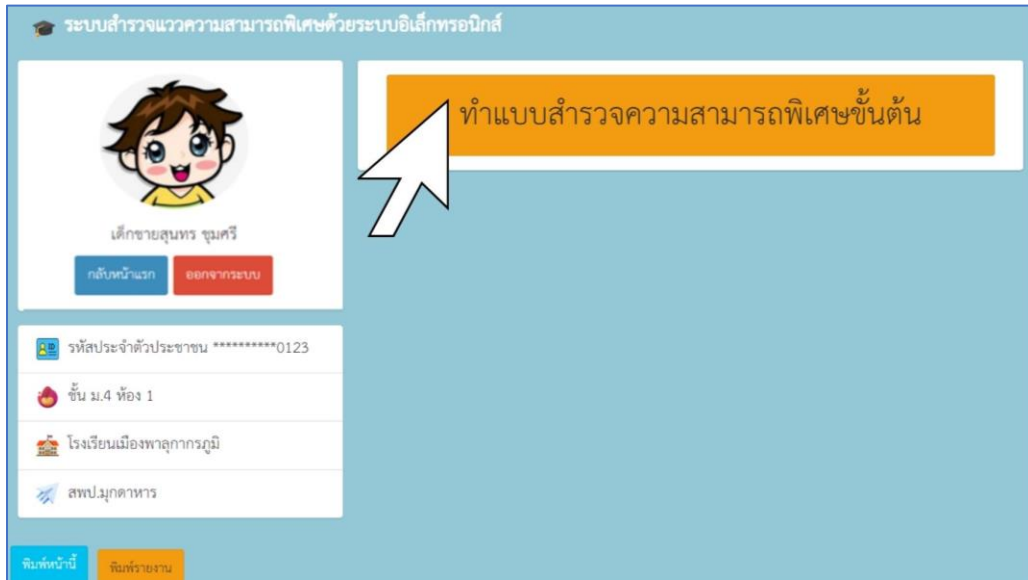 ระบบสำรวจแววความสามารถพิเศษด้วยระบบอิเล็กทรอนิกส์
ทำแบบสำรวจความสามารถพิเศษขั้นต้น
เด็กชายสุนทร ชุมศรี
กลับหน้าแรก
ออกจากระบบ
รหัสประจำตัวประชาชน **********0123
ชั้น ม.4 ห้อง 1
โรงเรียนเมืองพาลุกากรภูมิ
สพป.มุกดาหาร
พิมพ์หน้านี้
พิมพ์รายงาน